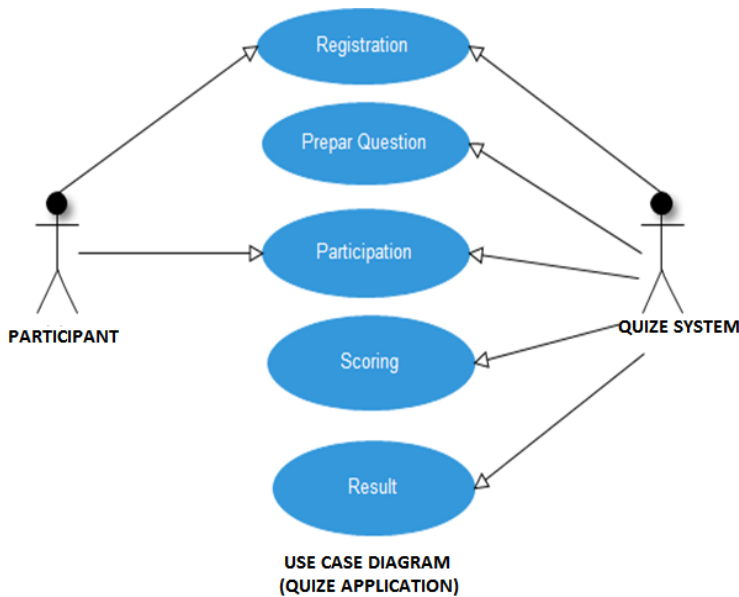 Registration
Prepar Question
Participation
PARTICIPANT
QUIZE SYSTEM
Scoring
Result
USE CASE DIAGRAM
(QUIZE APPLICATION)